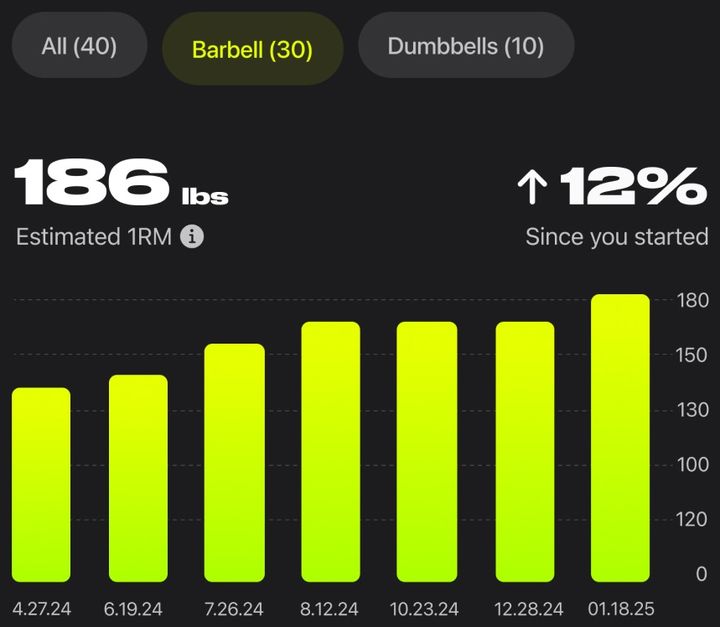 All (40)
Barbell (30)
Dumbbells (10)
186 lbs
↑12%
Estimated 1RM i
Since you started
180
150
130
100
120
0
4.27.24
6.19.24
7.26.24
8.12.24
10.23.24
12.28.24
01.18.25